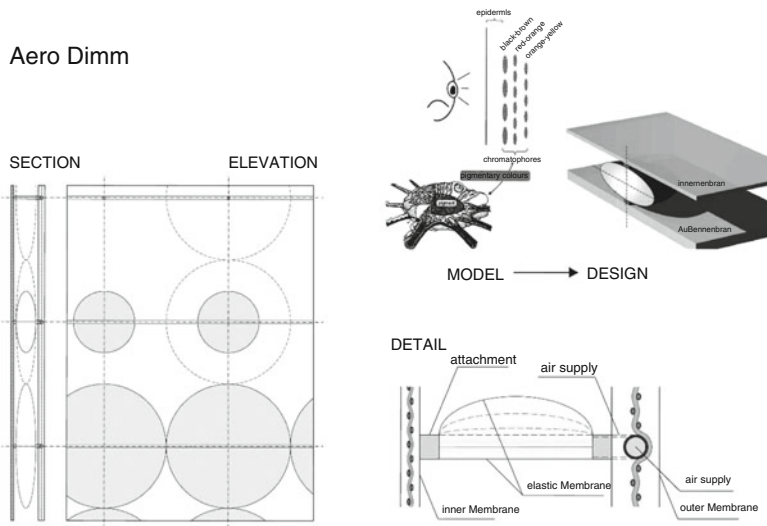 Aero Dimm
epidermIs
black-brown
red-orange
orange-yellow
chromatophores
pigmentary colours
pigment
innernenbran
AuBennenbran
MODEL
DESIGN
SECTION
ELEVATION
DETAIL
attachment
air supply
elastic Membrane
air supply
inner Membrane
outer Membrane